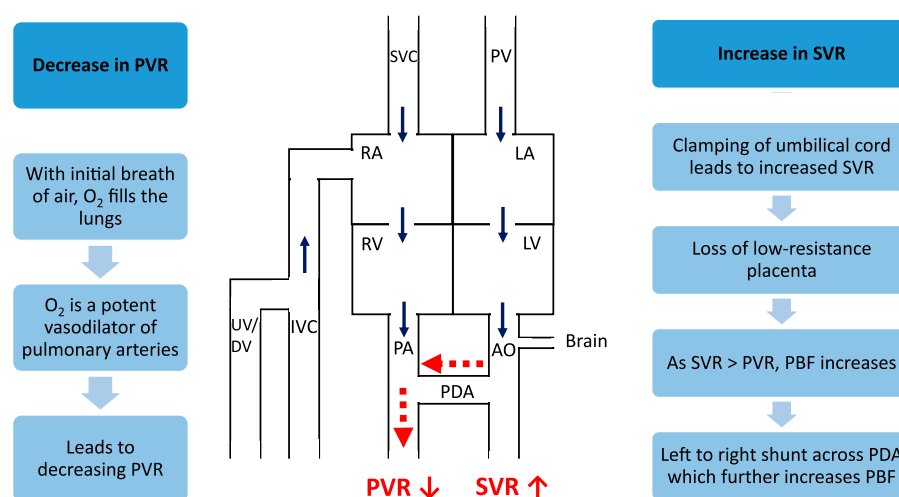 Decrease in PVR
With initial breath
of air, O₂ fills the
lungs
O₂ is a potent
vasodilator of
pulmonary arteries
Leads to
decreasing PVR
SVC
PV
RA
LA
RV
LV
UV/
DV
IVC
PA
AO
Brain
PDA
PVR ↓
SVR ↑
Increase in SVR
Clamping of umbilical cord
leads to increased SVR
Loss of low-resistance
placenta
As SVR > PVR, PBF increases
Left to right shunt across PDA
which further increases PBF